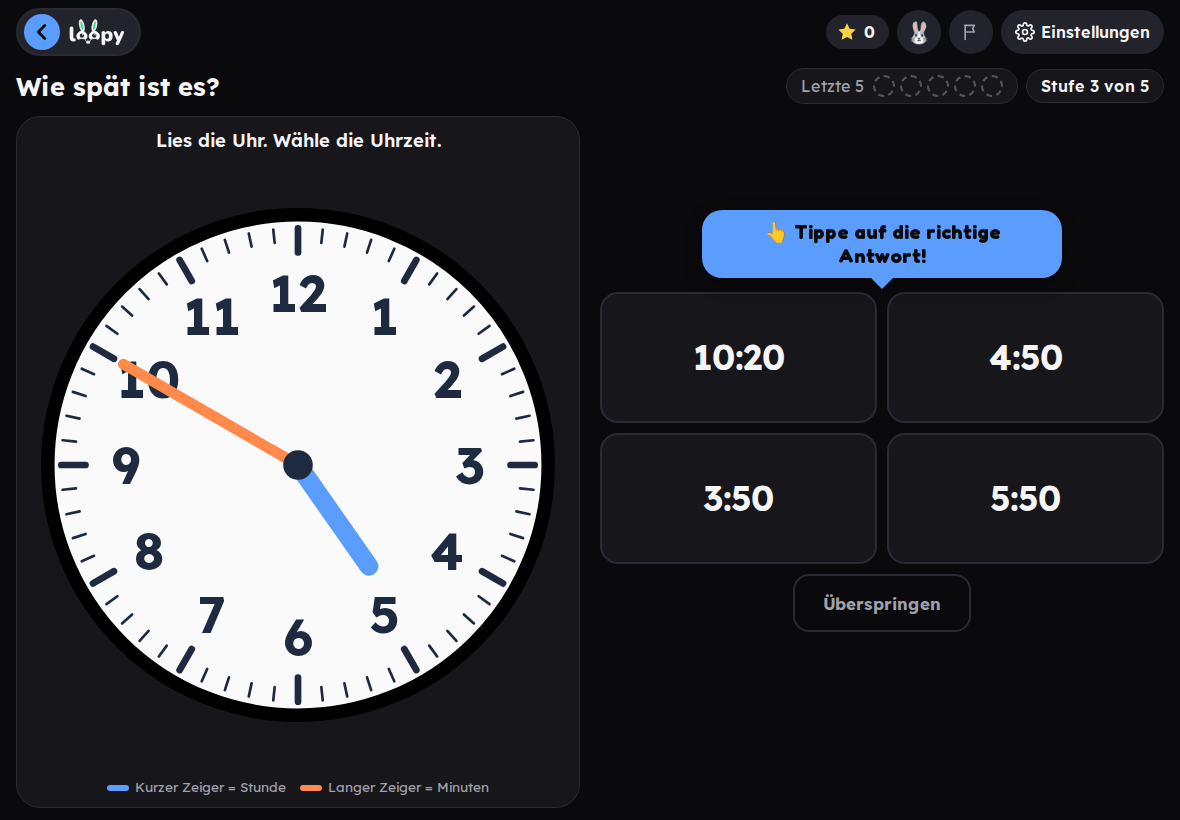 loopy
0
Einstellungen
Wie spät ist es?
Letzte 5
Stufe 3 von 5
Lies die Uhr. Wähle die Uhrzeit.
12
11
1
10
2
9
3
8
4
7
5
6
Kurzer Zeiger = Stunde
Langer Zeiger = Minuten
Tippe auf die richtige
Antwort!
10:20
4:50
3:50
5:50
Überspringen